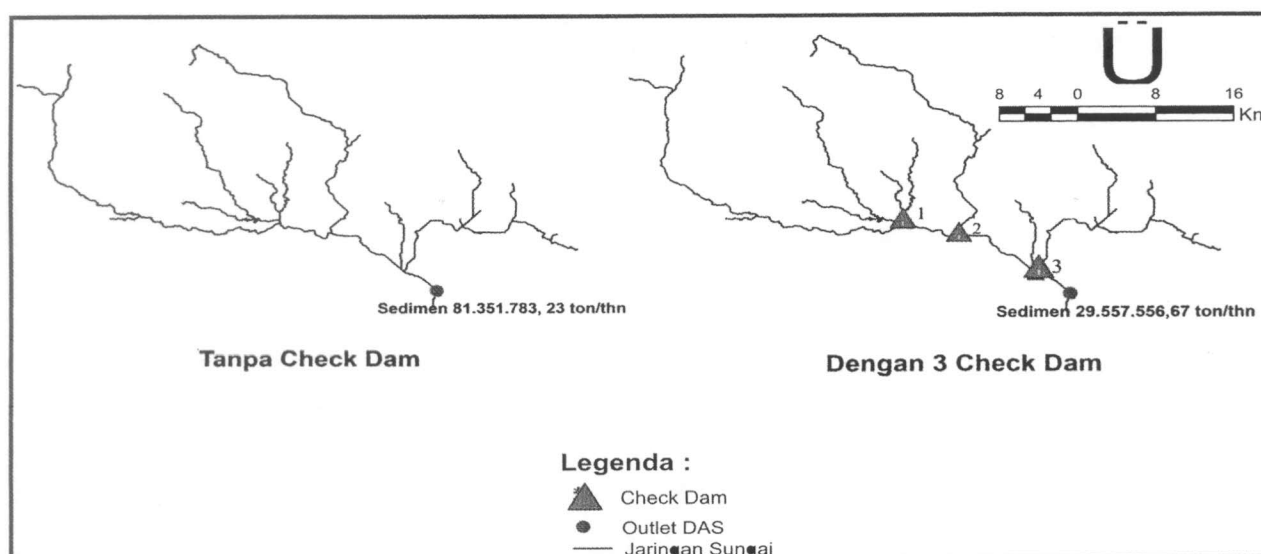 Ü
8 4 0 8 16
Km
1
2
3
Sedimen 81.351.783, 23 ton/thn
Sedimen 29.557.556,67 ton/thn
Tanpa Check Dam
Dengan 3 Check Dam
Legenda :
Check Dam
Outlet DAS
Jaringan Sungai